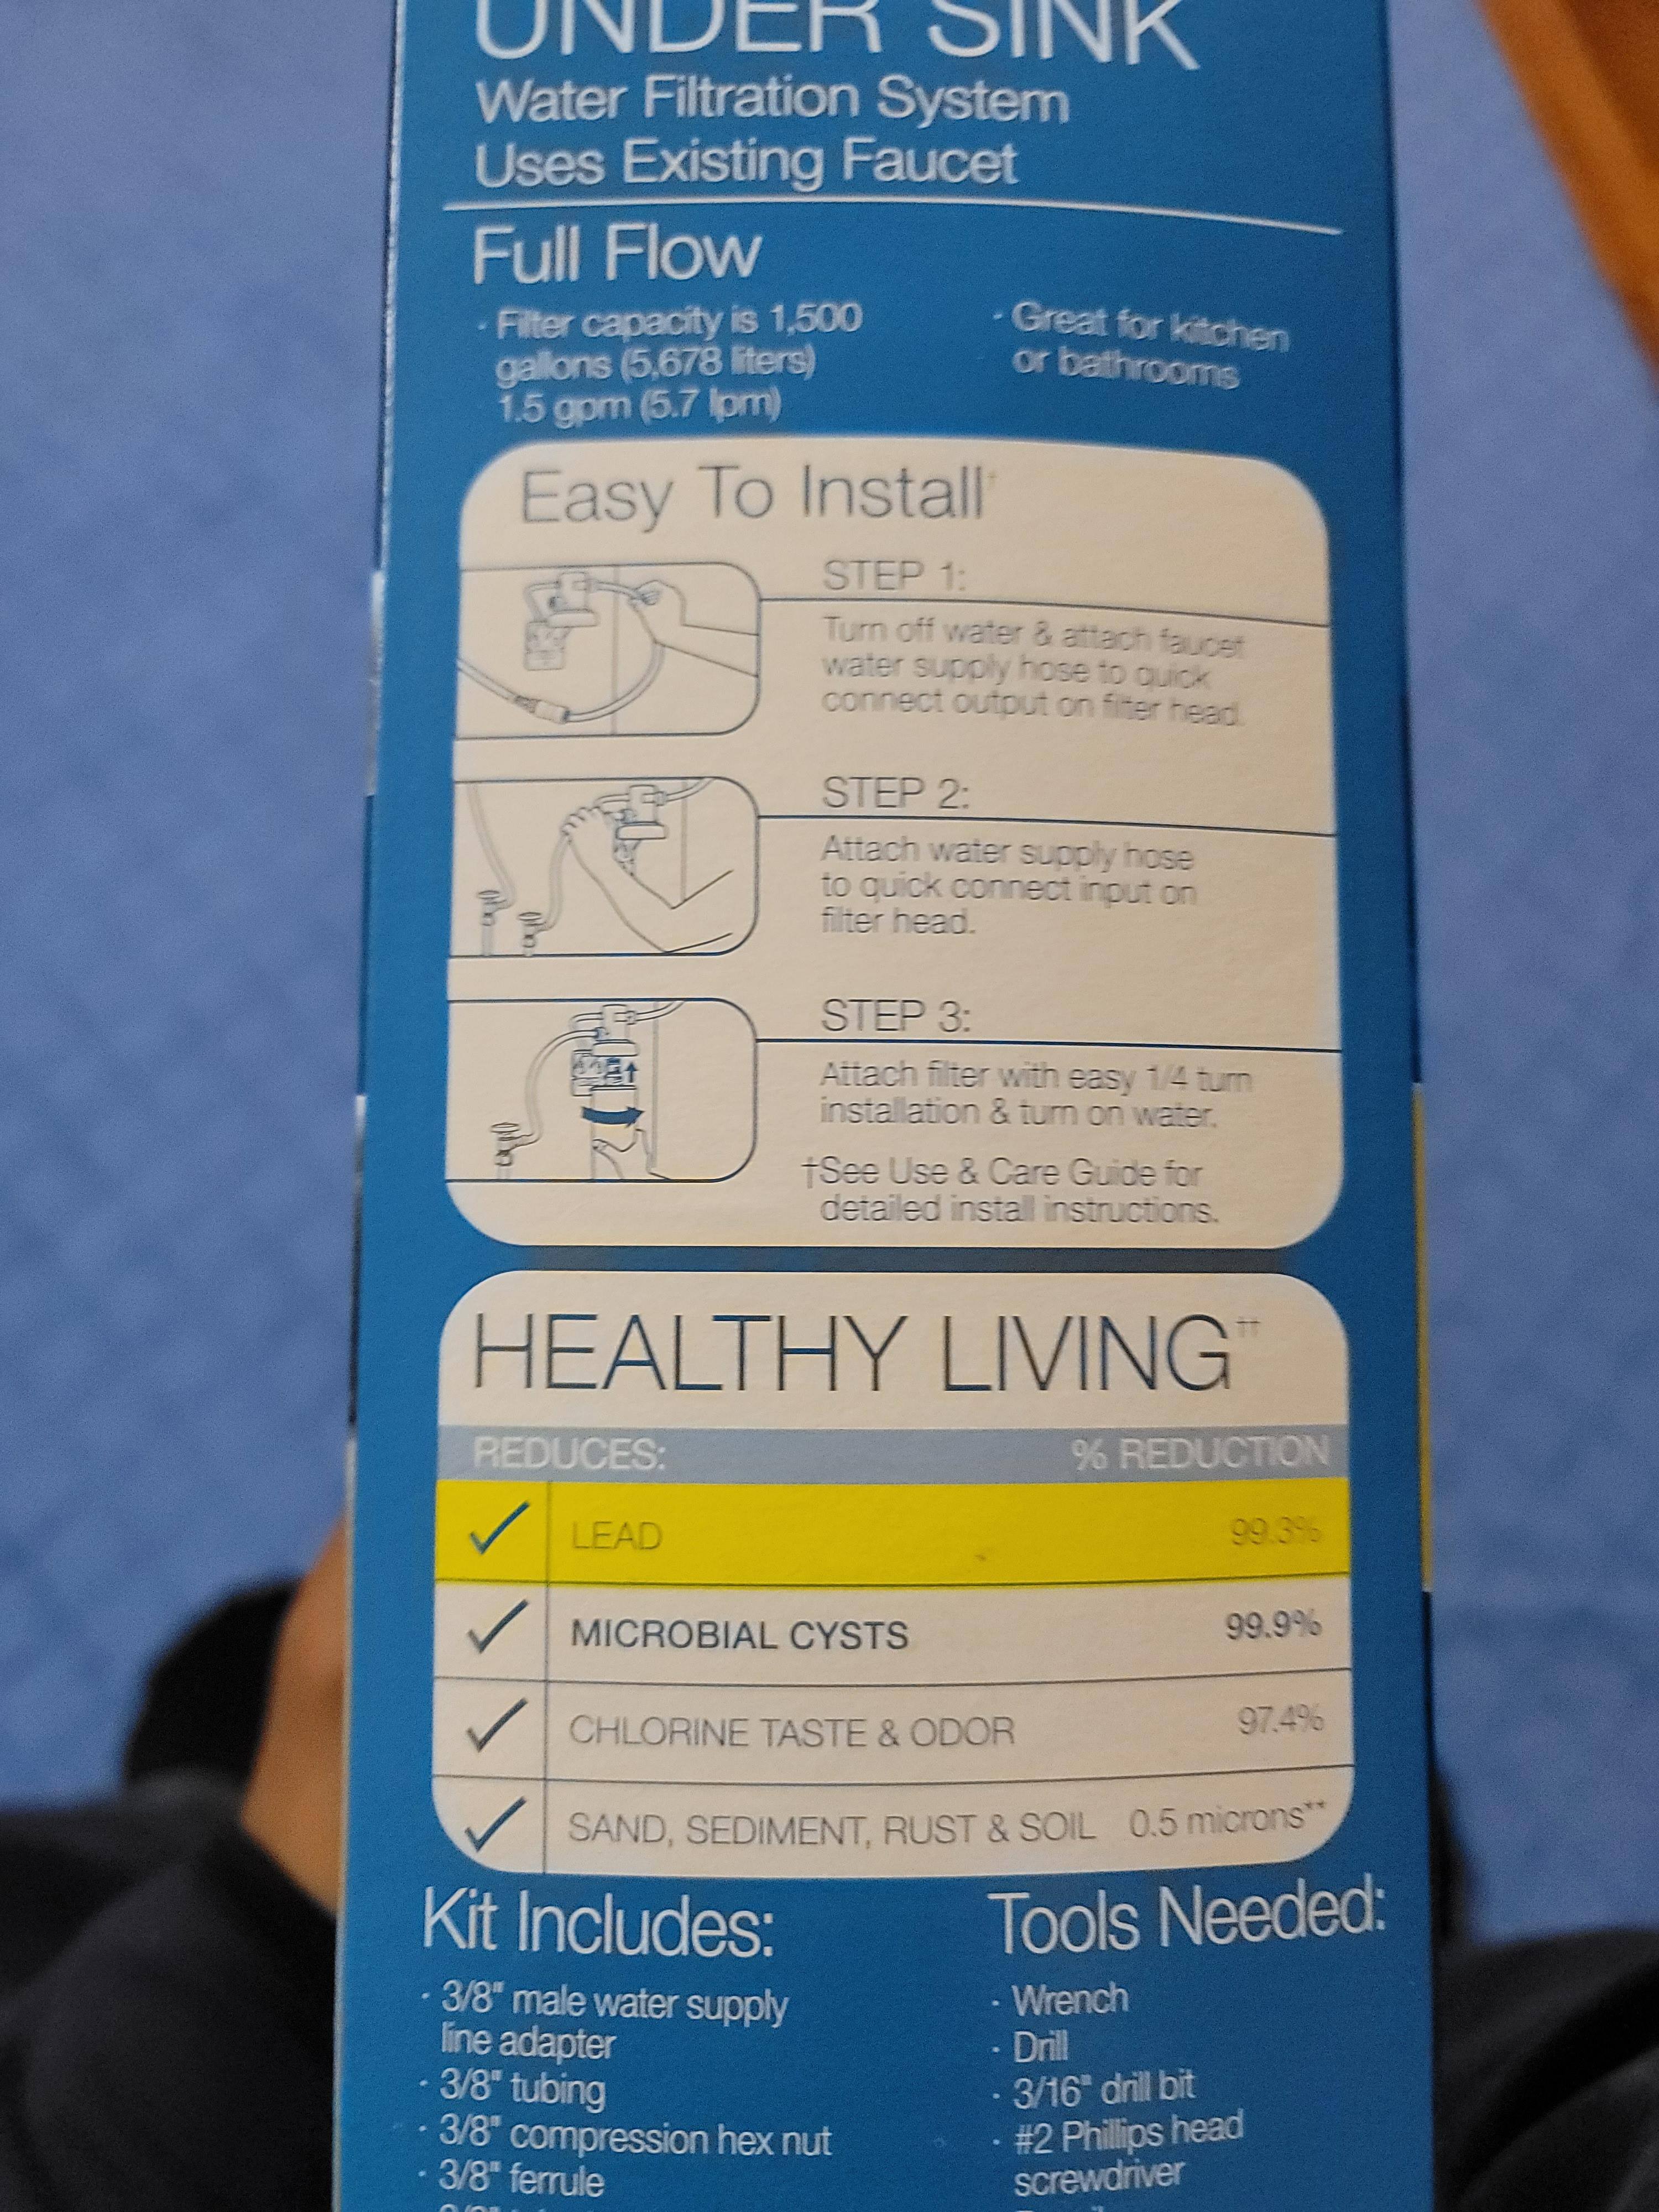 UNDER SINK
Water Filtration System
Uses Existing Faucet
Full Flow
· Filter capacity is 1,500
gallons (5,678 liters)
1.5 gpm (5.7 lpm)
· Great for kitchen
or bathrooms
Easy To Install†
STEP 1:
Turn off water & attach faucet
water supply hose to quick
connect output on filter head.
STEP 2:
Attach water supply hose
to quick connect input on
filter head.
STEP 3:
Attach filter with easy 1/4 turn
installation & turn on water.
†See Use & Care Guide for
detailed install instructions.
HEALTHY LIVING††
REDUCES: % REDUCTION
LEAD 99.3%
MICROBIAL CYSTS 99.9%
CHLORINE TASTE & ODOR 97.4%
SAND, SEDIMENT, RUST & SOIL 0.5 microns**
Kit Includes:
· 3/8" male water supply
line adapter
· 3/8" tubing
· 3/8" compression hex nut
· 3/8" ferrule
Tools Needed:
· Wrench
· Drill
· 3/16" drill bit
· #2 Phillips head
screwdriver